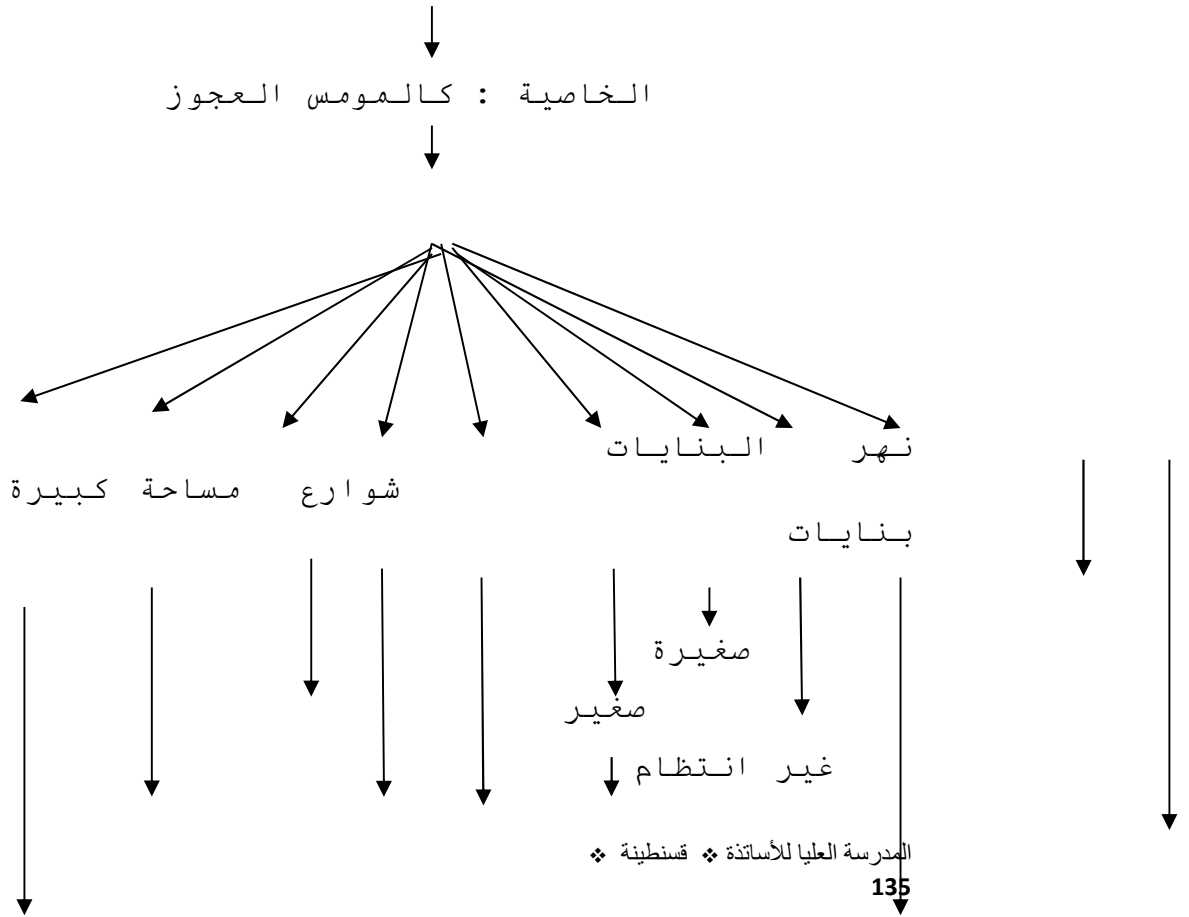 الخاصية : كالمومس العجوز
نهر البنايات
شوارع مساحة كبيرة
بنايات
صغيرة
صغير
غير انتظام
المدرسة العليا للأساتذة ❖ قسنطينة ❖
135